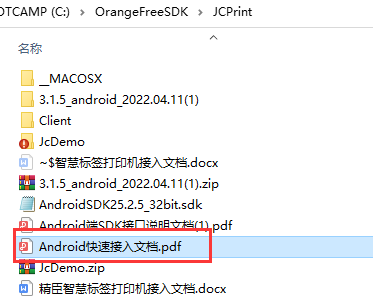 OTCAMP (C:) > OrangeFreeSDK > JCPrint
名称
__MACOSX
3.1.5_android_2022.04.11(1)
Client
JcDemo
~$智慧标签打印机接入文档.docx
3.1.5_android_2022.04.11(1).zip
AndroidSDK25.2.5_32bit.sdk
Android端SDK接口说明文档(1).pdf
Android快速接入文档.pdf
JcDemo.zip
精臣智慧标签打印机接入文档.docx